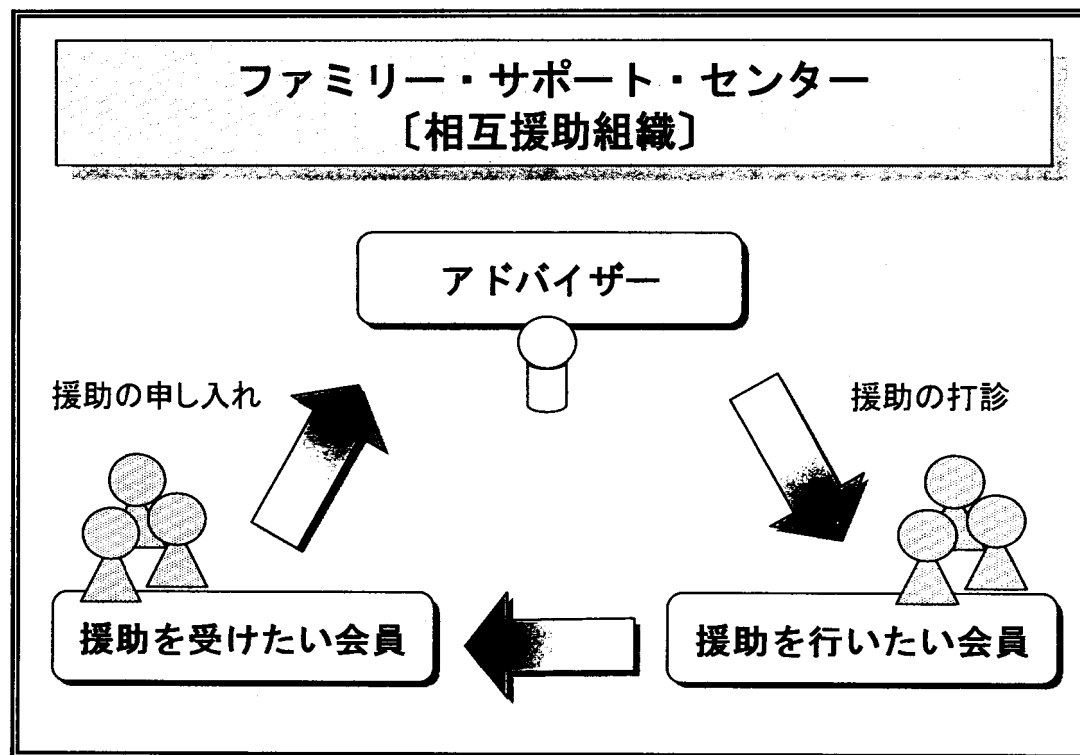 ファミリー・サポート・センター
〔相互援助組織〕
アドバイザー
援助の申し入れ
援助の打診
援助を受けたい会員
援助を行いたい会員